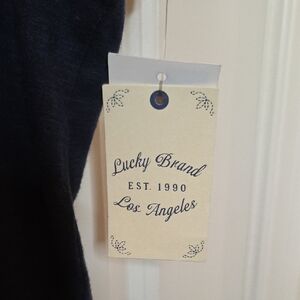 Lucky Brand
EST. 1990
Los Angeles